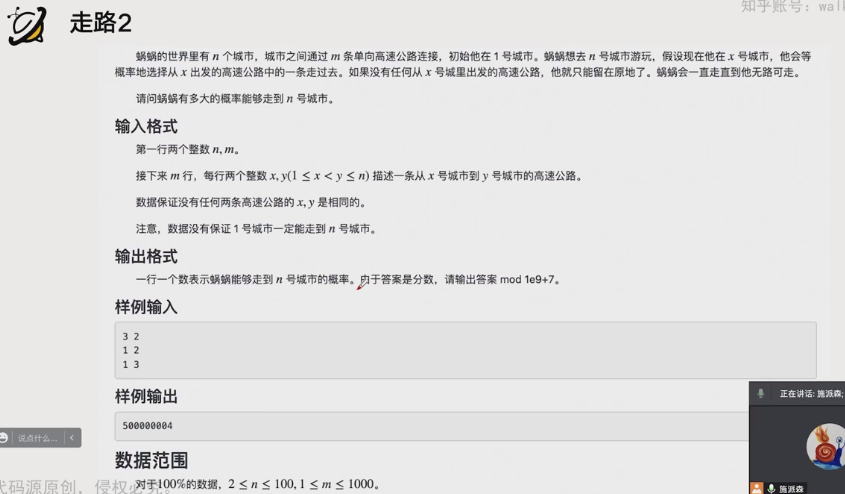 知乎账号：wal
走路2
蜗蜗的世界里有 n 个城市，城市之间通过 m 条单向高速公路连接，初始他在 1 号城市。蜗蜗想去 n 号城市游玩，假设现在他在 x 号城市，他会等
概率地选择从 x 出发的高速公路中的一条走过去。如果没有任何从 x 号城里出发的高速公路，他就只能留在原地了。蜗蜗会一直走直到他无路可走。
请问蜗蜗有多大的概率能够走到 n 号城市。
输入格式
第一行两个整数 n, m。
接下来 m 行，每行两个整数 x, y(1 ≤ x < y ≤ n) 描述一条从 x 号城市到 y 号城市的高速公路。
数据保证没有任何两条高速公路的 x, y 是相同的。
注意，数据没有保证 1 号城市一定能走到 n 号城市。
输出格式
一行一个数表示蜗蜗能够走到 n 号城市的概率。由于答案是分数，请输出答案 mod 1e9+7。
样例输入
3 2
1 2
1 3
样例输出
500000004
正在讲话: 施派森;
说点什么...
数据范围
对于100%的数据，2 ≤ n ≤ 100, 1 ≤ m ≤ 1000。
代码源原创，侵权必究。
施派森